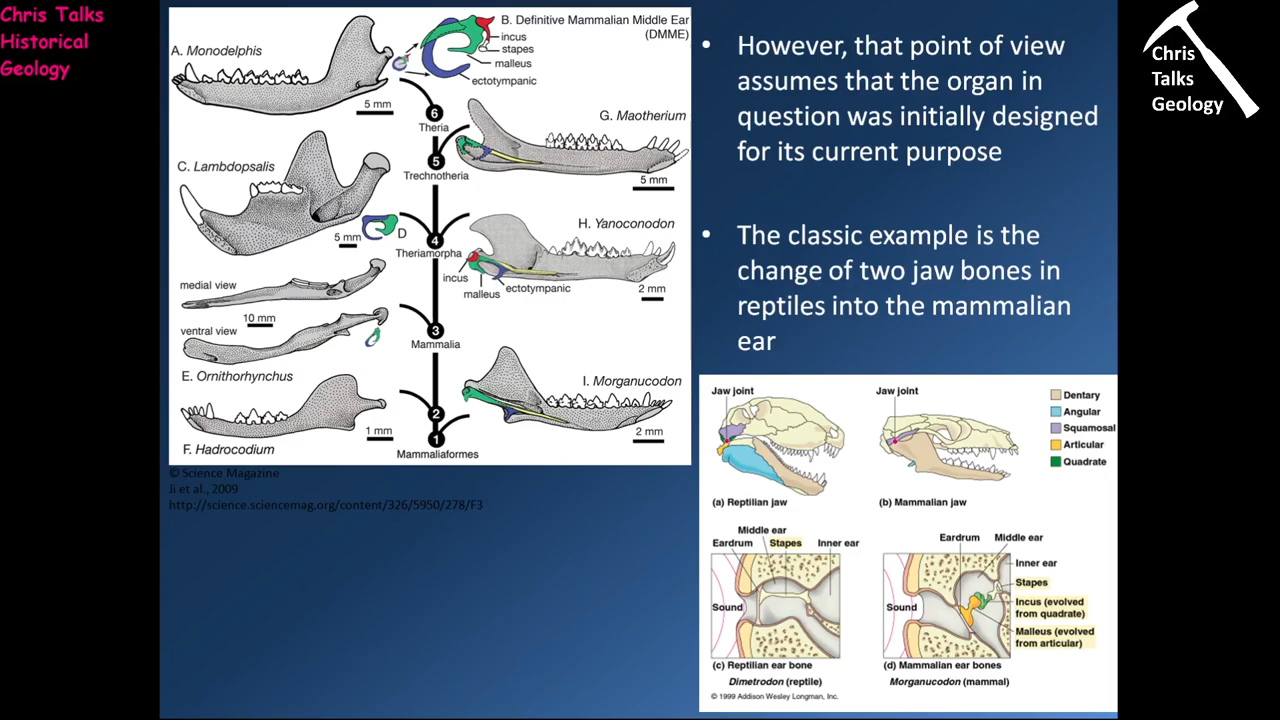 Chris Talks
Historical
Geology
A. Monodelphis
5 mm
B. Definitive Mammalian Middle Ear
(DMME)
incus
stapes
malleus
ectotympanic
6
Theria
G. Maotherium
5 mm
5
Trechnotheria
C. Lambdopsalis
5 mm
D
4
Theriamorpha
H. Yanoconodon
incus
malleus
ectotympanic
2 mm
medial view
10 mm
ventral view
3
Mammalia
E. Ornithorhynchus
I. Morganucodon
2 mm
2
1
Mammaliaformes
1 mm
F. Hadrocodium
© Science Magazine
Ji et al., 2009
http://science.sciencemag.org/content/326/5950/278/F3
• However, that point of view
assumes that the organ in
question was initially designed
for its current purpose
• The classic example is the
change of two jaw bones in
reptiles into the mammalian
ear
Chris
Talks
Geology
Jaw joint
Jaw joint
Dentary
Angular
Squamosal
Articular
Quadrate
(a) Reptilian jaw
(b) Mammalian jaw
Middle ear
Eardrum
Stapes
Inner ear
Sound
Eardrum
Middle ear
Inner ear
Stapes
Sound
Incus (evolved
from quadrate)
Malleus (evolved
from articular)
(c) Reptilian ear bone
(d) Mammalian ear bones
Dimetrodon (reptile)
Morganucodon (mammal)
© 1999 Addison Wesley Longman, Inc.